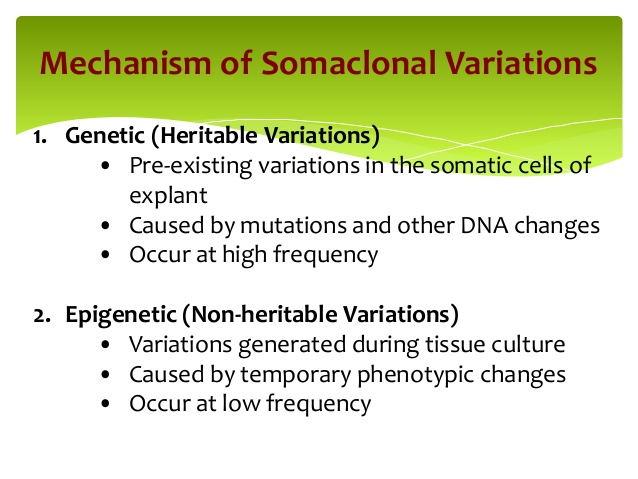 Mechanism of Somaclonal Variations
1. Genetic (Heritable Variations)
• Pre-existing variations in the somatic cells of
explant
• Caused by mutations and other DNA changes
• Occur at high frequency
2. Epigenetic (Non-heritable Variations)
• Variations generated during tissue culture
• Caused by temporary phenotypic changes
• Occur at low frequency